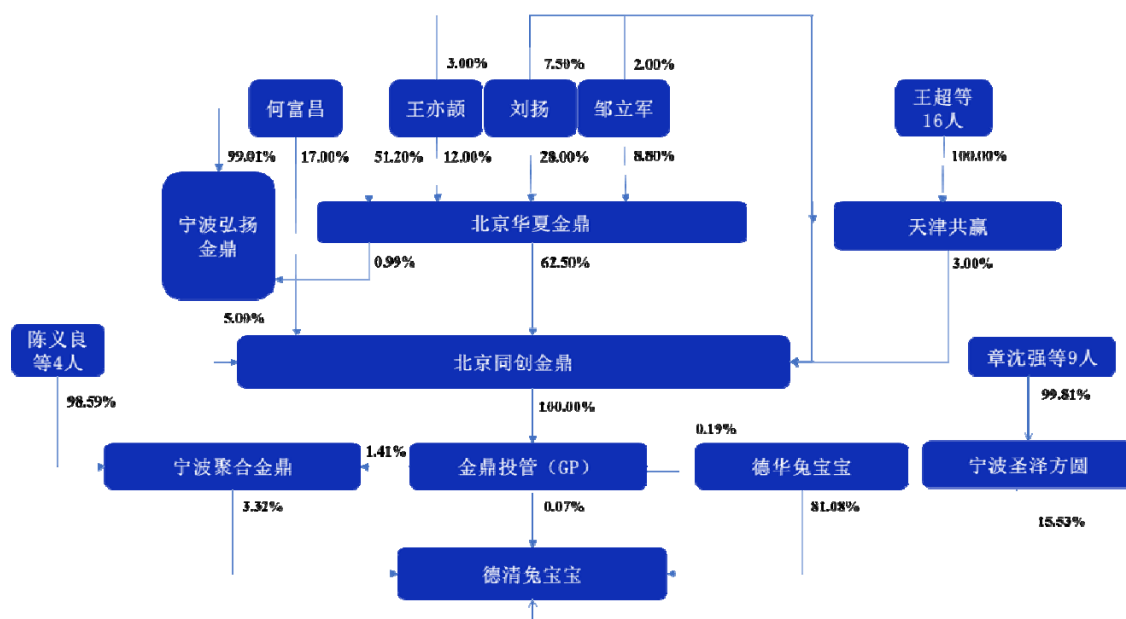 3.00%
7.50%
2.00%
何富昌
王亦颉
刘扬
邹立军
王超等
16人
99.01%
17.00%
51.20%
12.00%
28.00%
8.80%
100.00%
宁波弘扬
金鼎
北京华夏金鼎
天津共赢
0.99%
62.50%
3.00%
5.00%
陈义良
等4人
北京同创金鼎
章沈强等9人
98.59%
100.00%
99.81%
0.19%
1.41%
宁波聚合金鼎
金鼎投管（GP）
德华兔宝宝
宁波圣泽方圆
3.32%
0.07%
81.08%
15.53%
德清兔宝宝